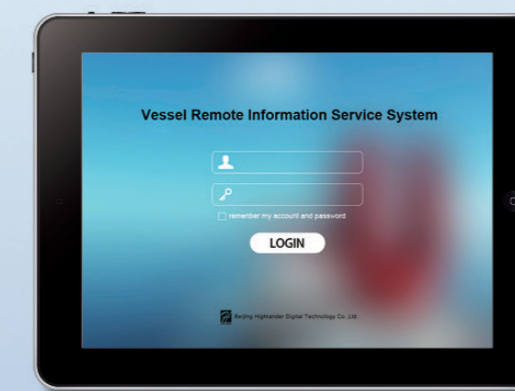 Vessel Remote Information Service System
remember my account and password
LOGIN
Beijing Highlander Digital Technology Co.,Ltd